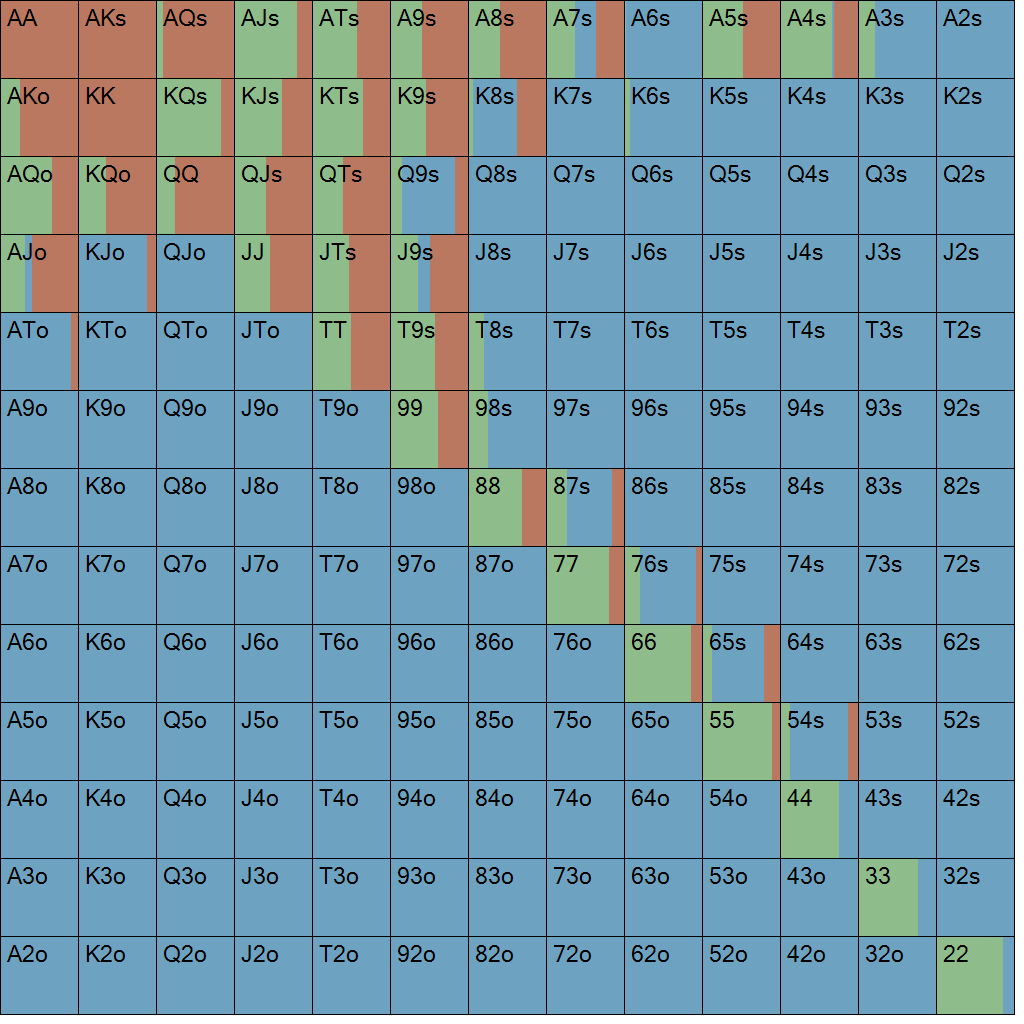 AA AKs AQs AJs ATs A9s A8s A7s A6s A5s A4s A3s A2s
AKo KK KQs KJs KTs K9s K8s K7s K6s K5s K4s K3s K2s
AQo KQo QQ QJs QTs Q9s Q8s Q7s Q6s Q5s Q4s Q3s Q2s
AJo KJo QJo JJ JTs J9s J8s J7s J6s J5s J4s J3s J2s
ATo KTo QTo JTo TT T9s T8s T7s T6s T5s T4s T3s T2s
A9o K9o Q9o J9o T9o 99 98s 97s 96s 95s 94s 93s 92s
A8o K8o Q8o J8o T8o 98o 88 87s 86s 85s 84s 83s 82s
A7o K7o Q7o J7o T7o 97o 87o 77 76s 75s 74s 73s 72s
A6o K6o Q6o J6o T6o 96o 86o 76o 66 65s 64s 63s 62s
A5o K5o Q5o J5o T5o 95o 85o 75o 65o 55 54s 53s 52s
A4o K4o Q4o J4o T4o 94o 84o 74o 64o 54o 44 43s 42s
A3o K3o Q3o J3o T3o 93o 83o 73o 63o 53o 43o 33 32s
A2o K2o Q2o J2o T2o 92o 82o 72o 62o 52o 42o 32o 22